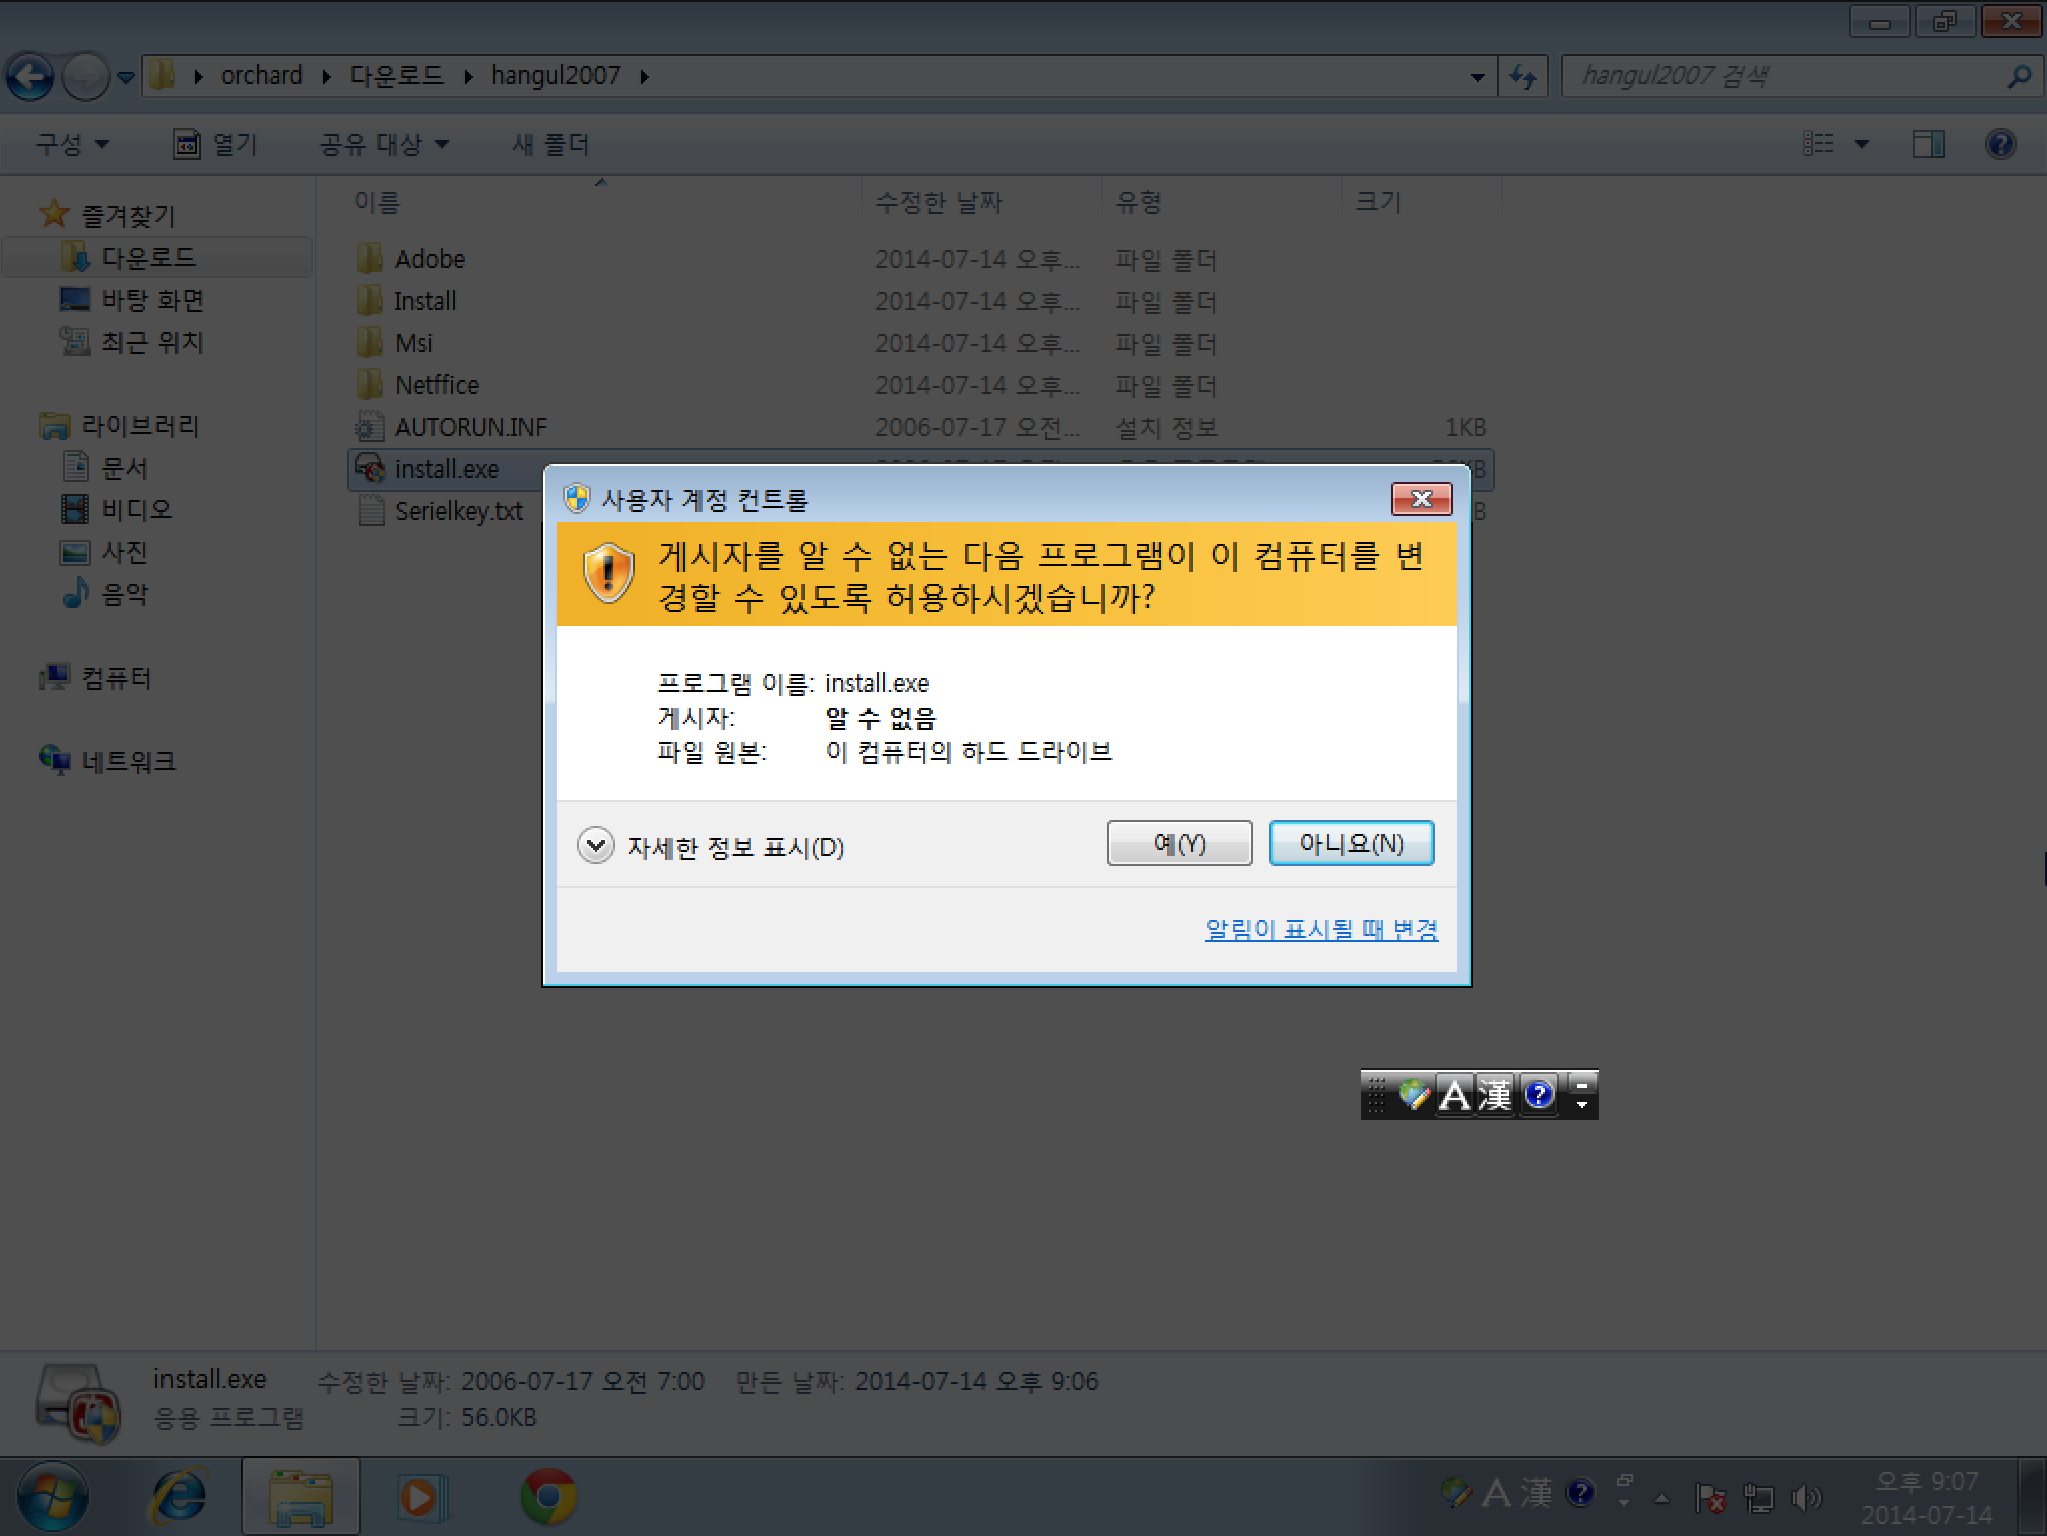 orchard 다운로드 hangul2007
hangul2007 검색
구성 열기 공유 대상 새 폴더
이름 수정한 날짜 유형 크기
즐겨찾기
다운로드
바탕 화면
최근 위치
라이브러리
문서
비디오
사진
음악
컴퓨터
네트워크
Adobe 2014-07-14 오후... 파일 폴더
Install 2014-07-14 오후... 파일 폴더
Msi 2014-07-14 오후... 파일 폴더
Netffice 2014-07-14 오후... 파일 폴더
AUTORUN.INF 2006-07-17 오전... 설치 정보 1KB
install.exe
Serielkey.txt
사용자 계정 컨트롤
게시자를 알 수 없는 다음 프로그램이 이 컴퓨터를 변
경할 수 있도록 허용하시겠습니까?
프로그램 이름: install.exe
게시자: 알 수 없음
파일 원본: 이 컴퓨터의 하드 드라이브
자세한 정보 표시(D) 예(Y) 아니요(N)
알림이 표시될 때 변경
A 漢
install.exe 수정한 날짜: 2006-07-17 오전 7:00 만든 날짜: 2014-07-14 오후 9:06
응용 프로그램 크기: 56.0KB
A 漢
오후 9:07
2014-07-14